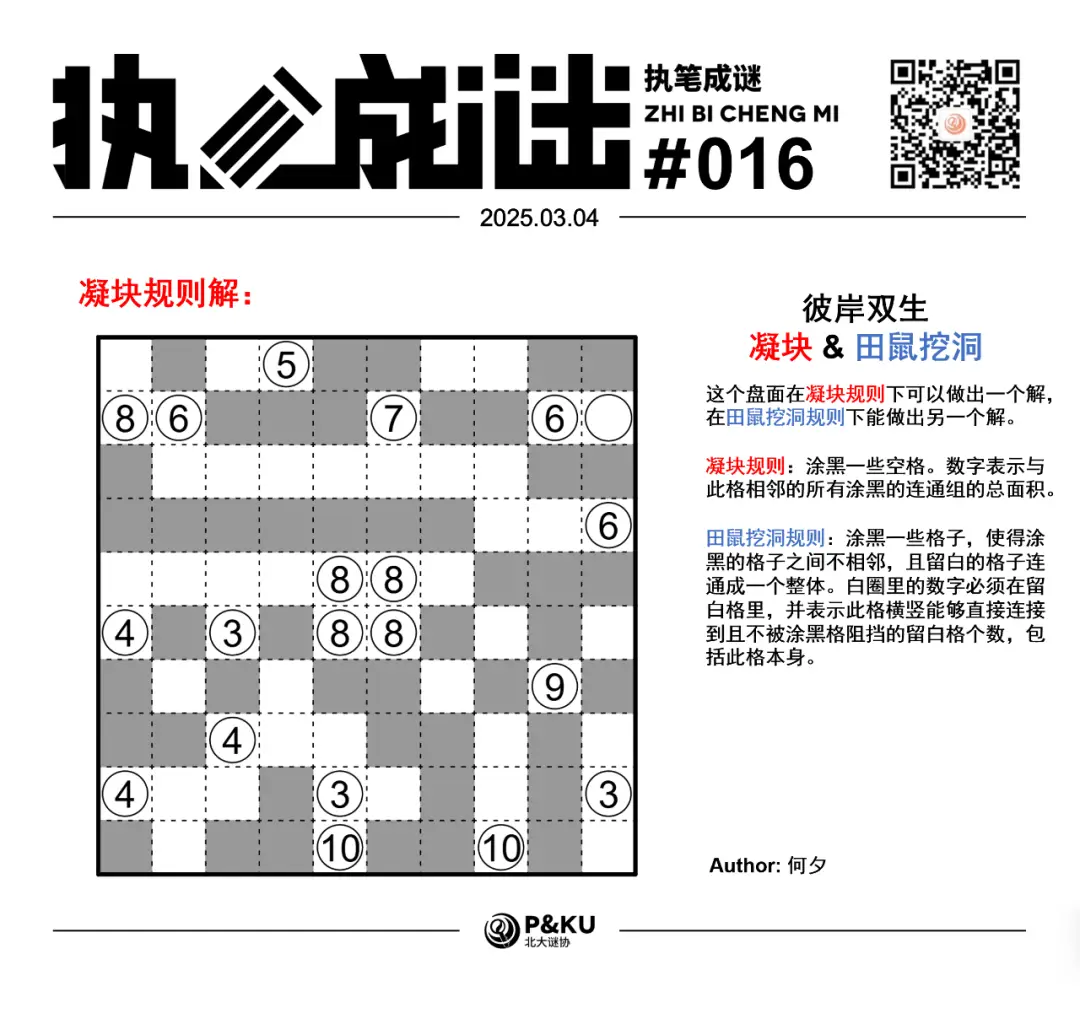 执笔成谜
执笔成谜
ZHI BI CHENG MI
#016
2025.03.04
凝块规则解：
5
8 6 7 6
6
8 8
4 3 8 8
9
4
4 3 3
10 10
彼岸双生
凝块 & 田鼠挖洞
这个盘面在凝块规则下可以做出一个解，
在田鼠挖洞规则下能做出另一个解。
凝块规则：涂黑一些空格。数字表示与
此格相邻的所有涂黑的连通组的总面积。
田鼠挖洞规则：涂黑一些格子，使得涂
黑的格子之间不相邻，且留白的格子连
通成一个整体。白圈里的数字必须在留
白格里，并表示此格横竖能够直接连接
到且不被涂黑格阻挡的留白格个数，包
括此格本身。
Author: 何夕
P&KU
北大谜协